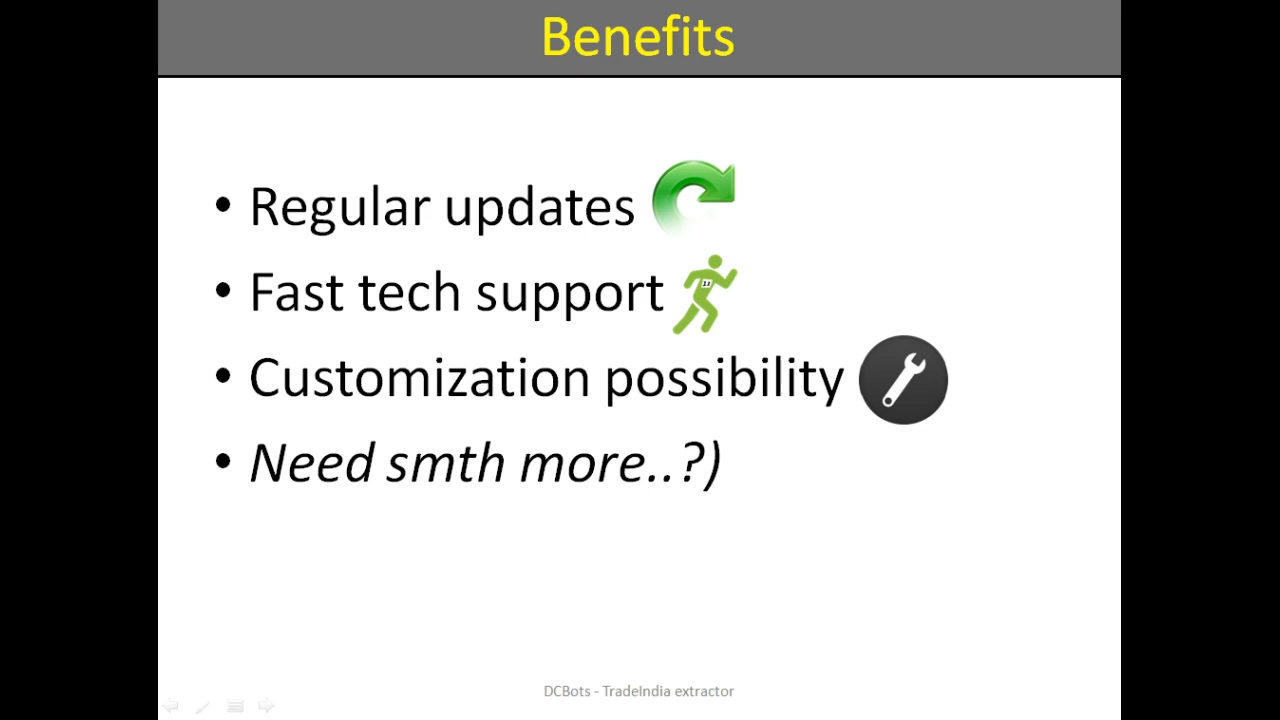 Benefits
• Regular updates
• Fast tech support
• Customization possibility
• Need smth more..?)
DCBots - TradeIndia extractor